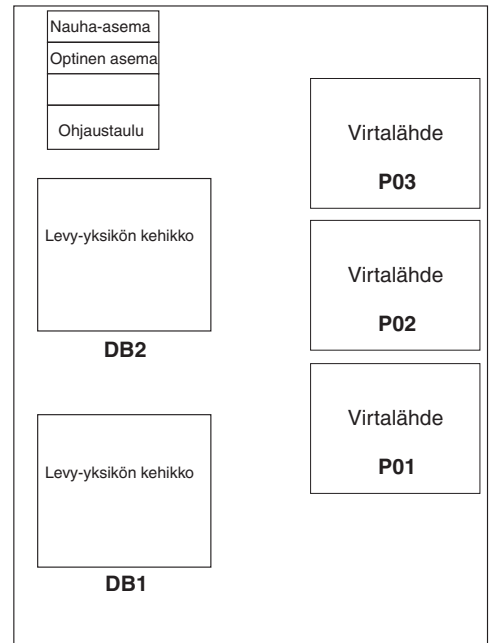 Nauha-asema
Optinen asema
Ohjaustaulu
Levy-yksikön kehikko
DB2
Levy-yksikön kehikko
DB1
Virtalähde
P03
Virtalähde
P02
Virtalähde
P01